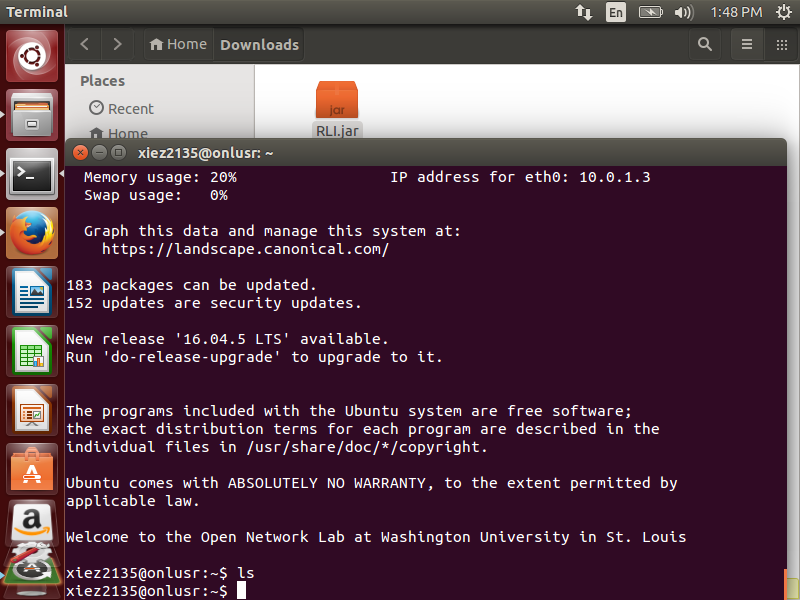 Terminal
En
1:48 PM
Home
Downloads
Places
Recent
Home
jar
RLI.jar
xiez2135@onlusr: ~
Memory usage: 20% IP address for eth0: 10.0.1.3
Swap usage: 0%
Graph this data and manage this system at:
https://landscape.canonical.com/
183 packages can be updated.
152 updates are security updates.
New release '16.04.5 LTS' available.
Run 'do-release-upgrade' to upgrade to it.
The programs included with the Ubuntu system are free software;
the exact distribution terms for each program are described in the
individual files in /usr/share/doc/*/copyright.
Ubuntu comes with ABSOLUTELY NO WARRANTY, to the extent permitted by
applicable law.
Welcome to the Open Network Lab at Washington University in St. Louis
xiez2135@onlusr:~$ ls
xiez2135@onlusr:~$